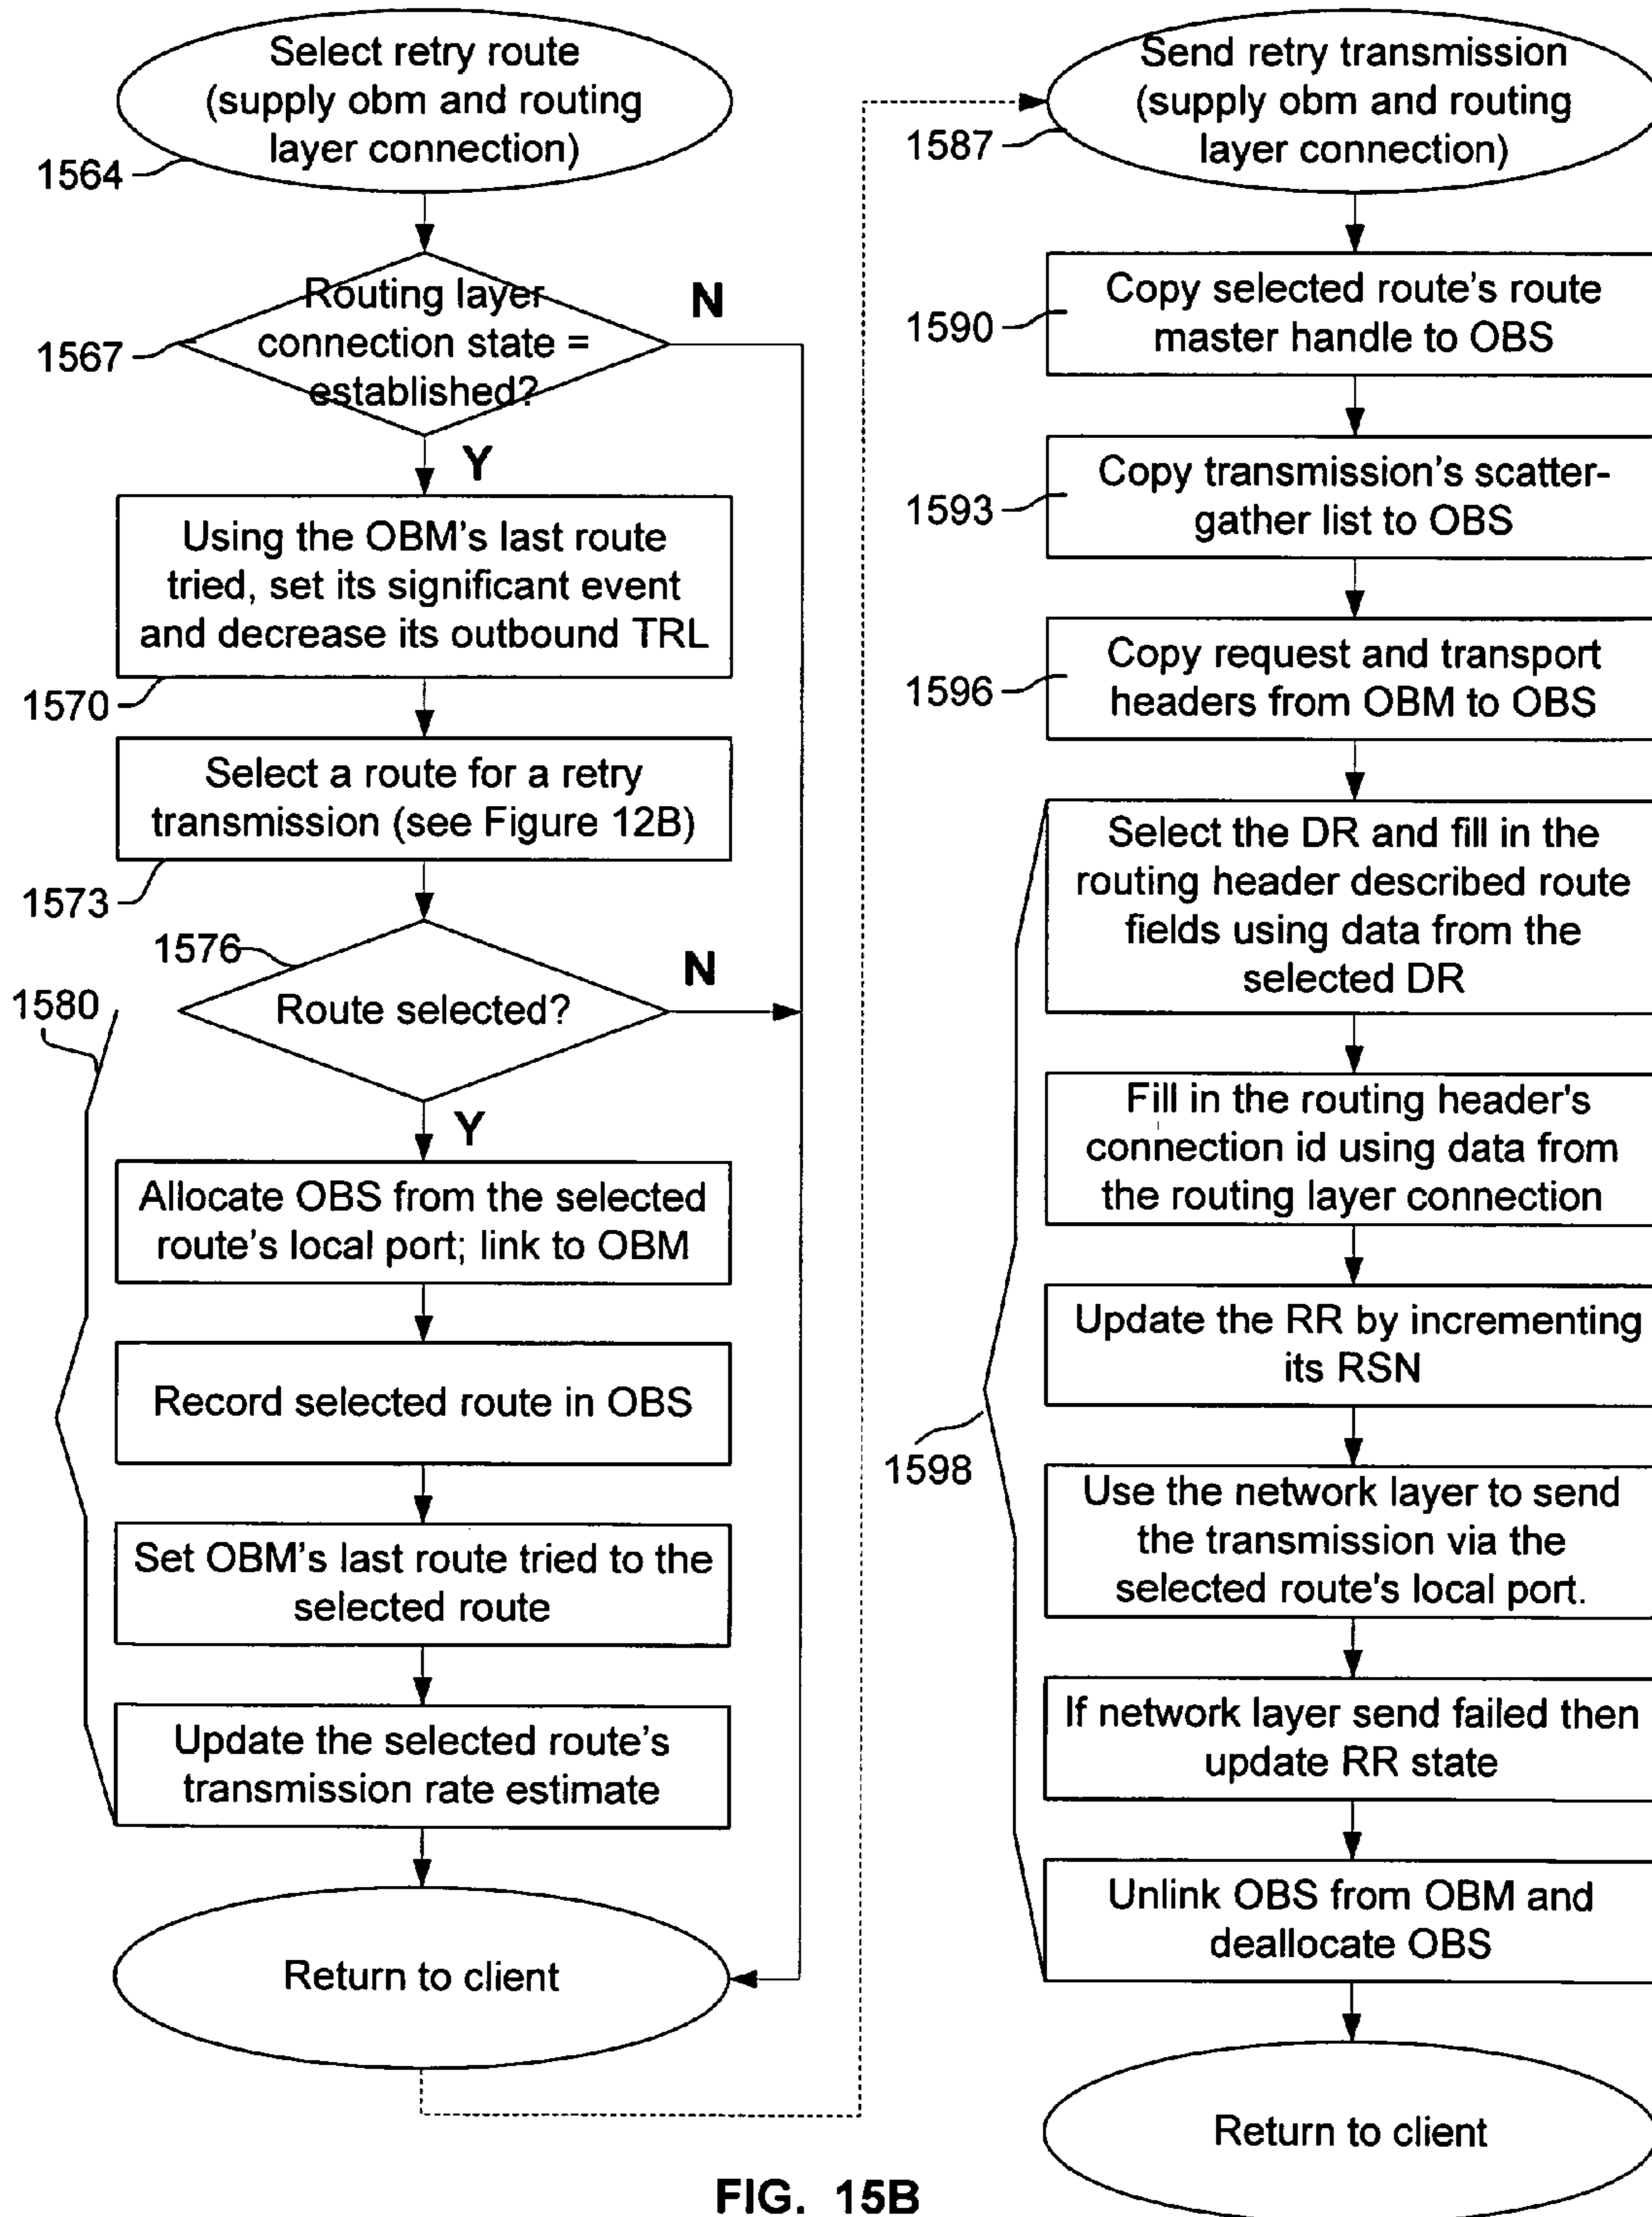 Select retry route
(supply obm and routing
layer connection)
1564
Routing layer
connection state =
established?
1567
N
Y
Using the OBM's last route
tried, set its significant event
and decrease its outbound TRL
1570
Select a route for a retry
transmission (see Figure 12B)
1573
1576
Route selected?
N
1580
Y
Allocate OBS from the selected
route's local port; link to OBM
Record selected route in OBS
Set OBM's last route tried to the
selected route
Update the selected route's
transmission rate estimate
Return to client
Send retry transmission
(supply obm and routing
layer connection)
1587
Copy selected route's route
master handle to OBS
1590
Copy transmission's scatter-
gather list to OBS
1593
Copy request and transport
headers from OBM to OBS
1596
Select the DR and fill in the
routing header described route
fields using data from the
selected DR
Fill in the routing header's
connection id using data from
the routing layer connection
Update the RR by incrementing
its RSN
1598
Use the network layer to send
the transmission via the
selected route's local port.
If network layer send failed then
update RR state
Unlink OBS from OBM and
deallocate OBS
Return to client
FIG. 15B